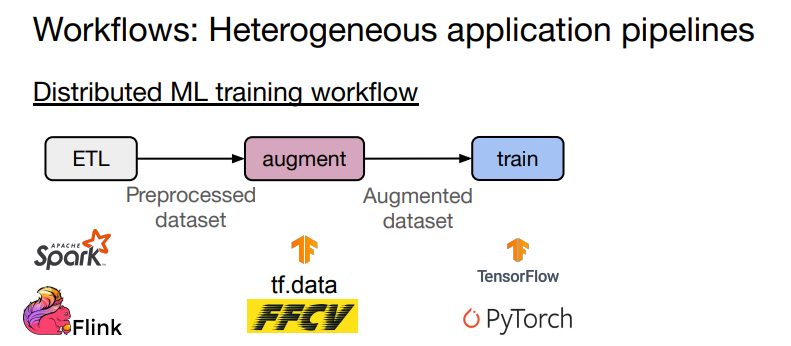 Workflows: Heterogeneous application pipelines
Distributed ML training workflow
ETL
augment
train
Preprocessed
dataset
Augmented
dataset
APACHE
Spark
tf.data
TensorFlow
Flink
FFCV
PyTorch